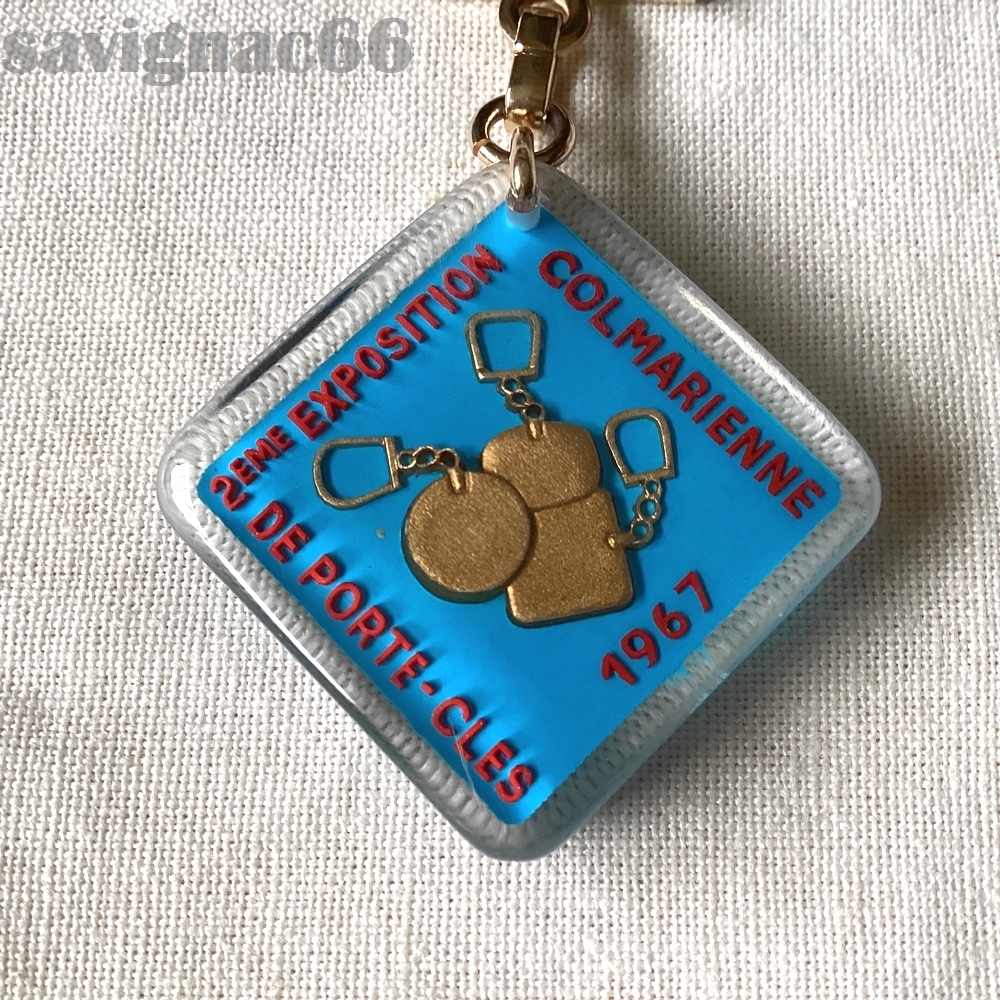 savignac66
2EME EXPOSITION
COLMARIENNE
DE PORTE-CLES
1967